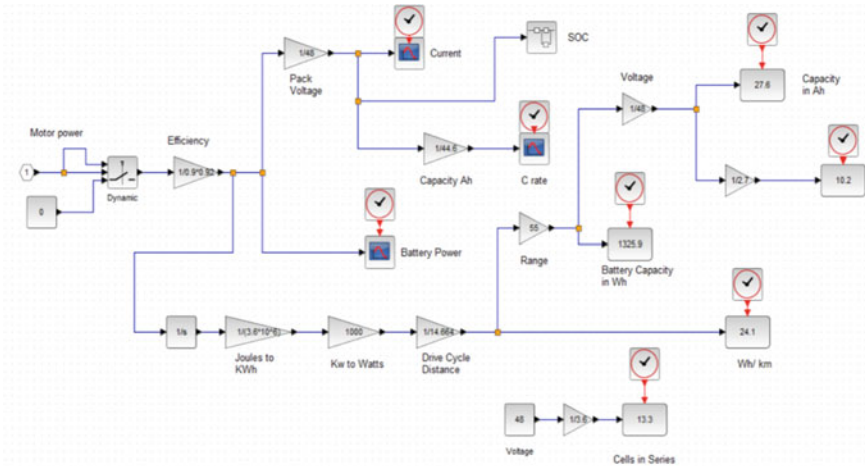 Motor power
1
0
Dynamic
Efficiency
1/0.9*0.92
1/48
Pack
Voltage
Current
SOC
1/44.6
Capacity Ah
C rate
Battery Power
Voltage
1/48
27.6
Capacity
in Ah
1/2.7
10.2
55
Range
1325.9
Battery Capacity
in Wh
1/s
1/(3.6*10^6)
Joules to
KWh
1000
Kw to Watts
1/14.664
Drive Cycle
Distance
24.1
Wh/ km
48
Voltage
1/3.6
13.3
Cells in Series